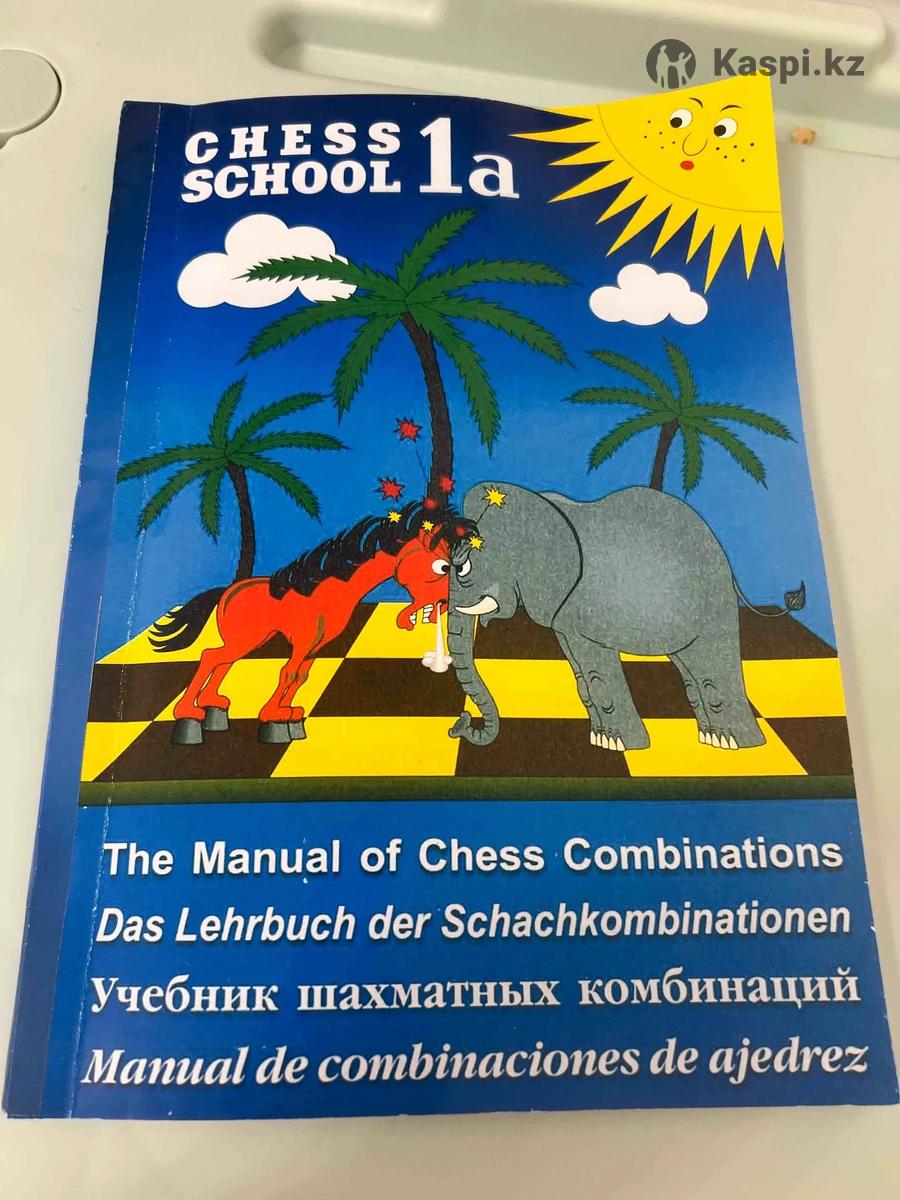 Kaspi.kz
CHESS
SCHOOL 1a
The Manual of Chess Combinations
Das Lehrbuch der Schachkombinationen
Учебник шахматных комбинаций
Manual de combinaciones de ajedrez